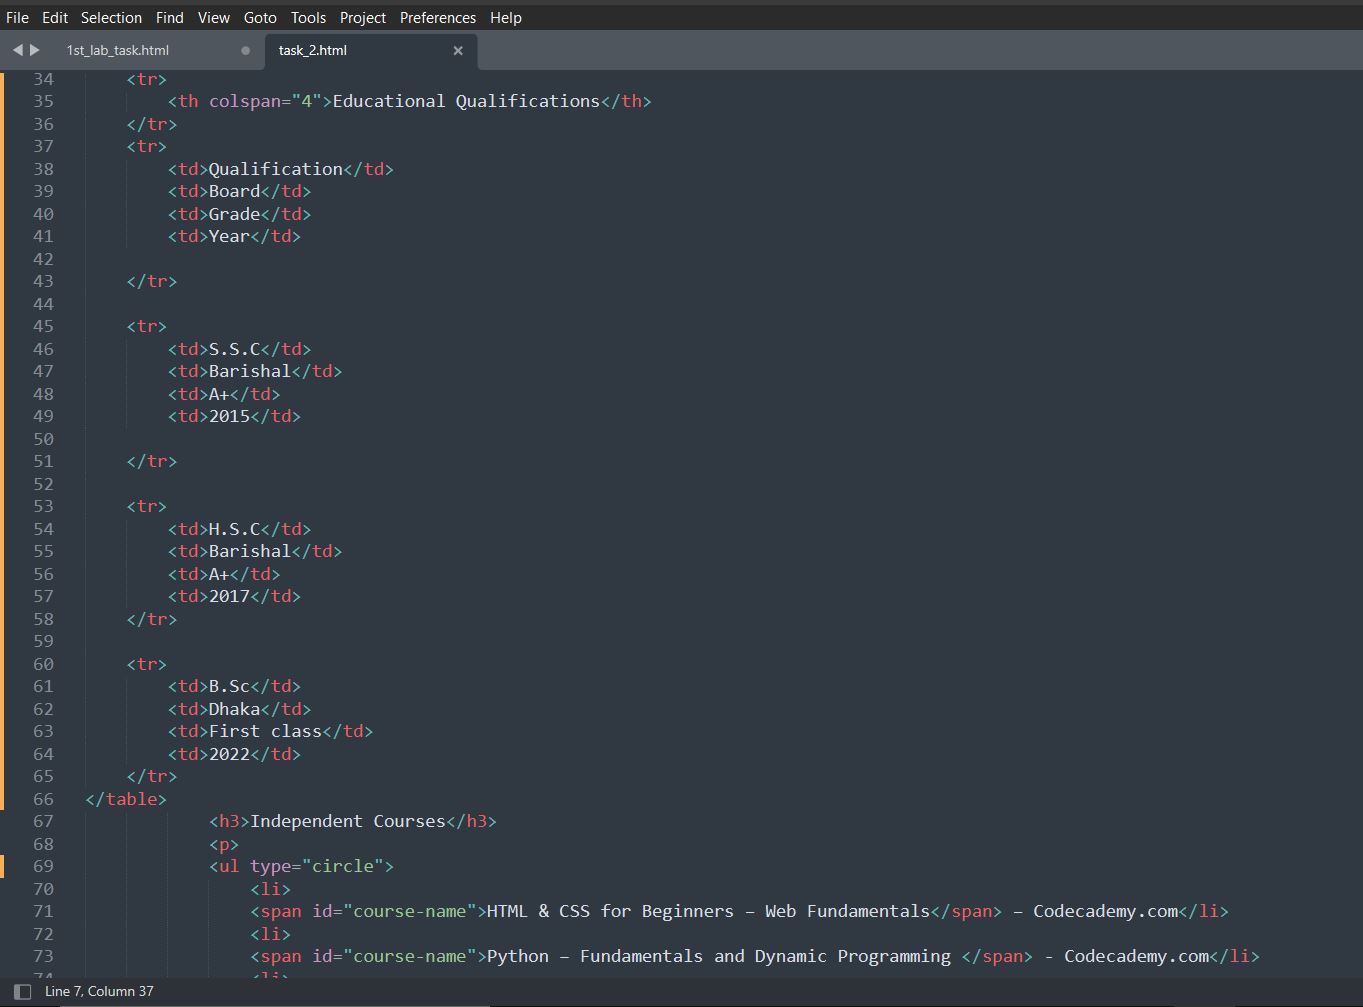 File Edit Selection Find View Goto Tools Project Preferences Help
1st_lab_task.html task_2.html
34 <tr>
35 <th colspan="4">Educational Qualifications</th>
36 </tr>
37 <tr>
38 <td>Qualification</td>
39 <td>Board</td>
40 <td>Grade</td>
41 <td>Year</td>
42
43 </tr>
44
45 <tr>
46 <td>S.S.C</td>
47 <td>Barishal</td>
48 <td>A+</td>
49 <td>2015</td>
50
51 </tr>
52
53 <tr>
54 <td>H.S.C</td>
55 <td>Barishal</td>
56 <td>A+</td>
57 <td>2017</td>
58 </tr>
59
60 <tr>
61 <td>B.Sc</td>
62 <td>Dhaka</td>
63 <td>First class</td>
64 <td>2022</td>
65 </tr>
66 </table>
67 <h3>Independent Courses</h3>
68 <p>
69 <ul type="circle">
70 <li>
71 <span id="course-name">HTML & CSS for Beginners – Web Fundamentals</span> – Codecademy.com</li>
72 <li>
73 <span id="course-name">Python – Fundamentals and Dynamic Programming </span> - Codecademy.com</li>
74 <li>
Line 7, Column 37